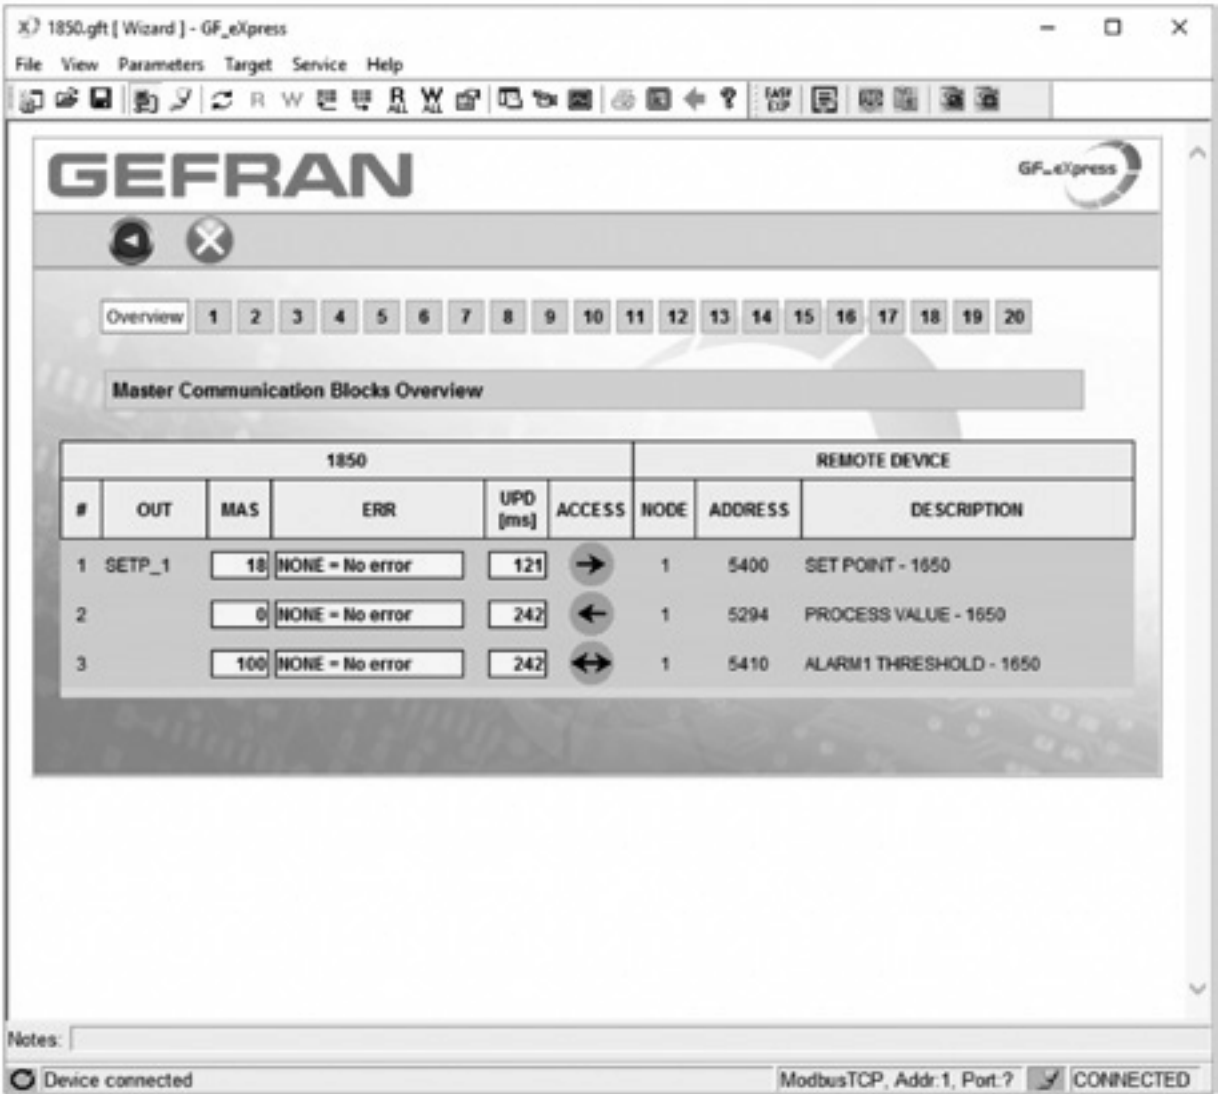 1850.gft [ Wizard ] - GF_eXpress
File View Parameters Target Service Help
R W R ALL W ALL EASY EXP
GEFRAN
GF_eXpress
Overview 1 2 3 4 5 6 7 8 9 10 11 12 13 14 15 16 17 18 19 20
Master Communication Blocks Overview
1850 REMOTE DEVICE
# OUT MAS ERR UPD [ms] ACCESS NODE ADDRESS DESCRIPTION
1 SETP_1 18 NONE = No error 121 1 5400 SET POINT - 1650
2 0 NONE = No error 242 1 5294 PROCESS VALUE - 1650
3 100 NONE = No error 242 1 5410 ALARM1 THRESHOLD - 1650
Notes:
Device connected ModbusTCP, Addr:1, Port:? CONNECTED